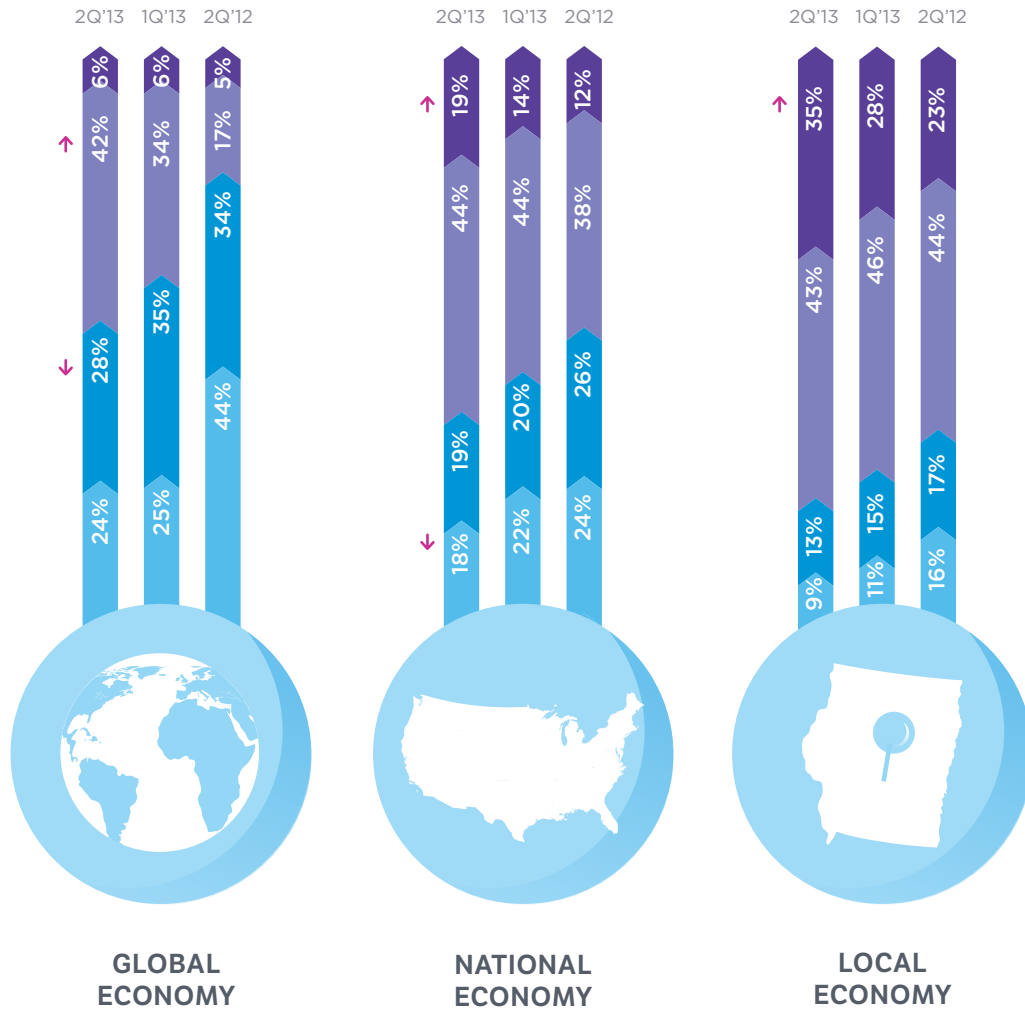 2Q'13 1Q'13 2Q'12
6% 6% 5%
42% 34% 17%
28% 35% 34%
24% 25% 44%
GLOBAL
ECONOMY
2Q'13 1Q'13 2Q'12
19% 14% 12%
44% 44% 38%
19% 20% 26%
18% 22% 24%
NATIONAL
ECONOMY
2Q'13 1Q'13 2Q'12
35% 28% 23%
43% 46% 44%
13% 15% 17%
9% 11% 16%
LOCAL
ECONOMY